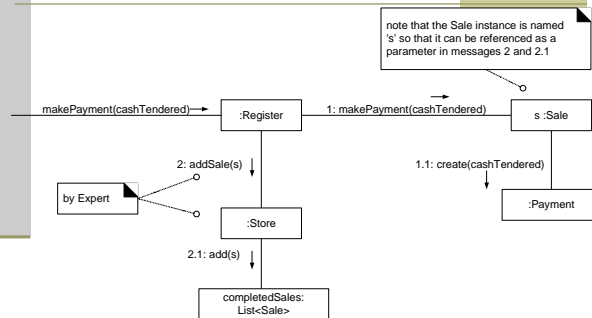 note that the Sale instance is named
's' so that it can be referenced as a
parameter in messages 2 and 2.1
makePayment(cashTendered)
:Register
1: makePayment(cashTendered)
s :Sale
2: addSale(s)
1.1: create(cashTendered)
by Expert
:Payment
:Store
2.1: add(s)
completedSales:
List<Sale>